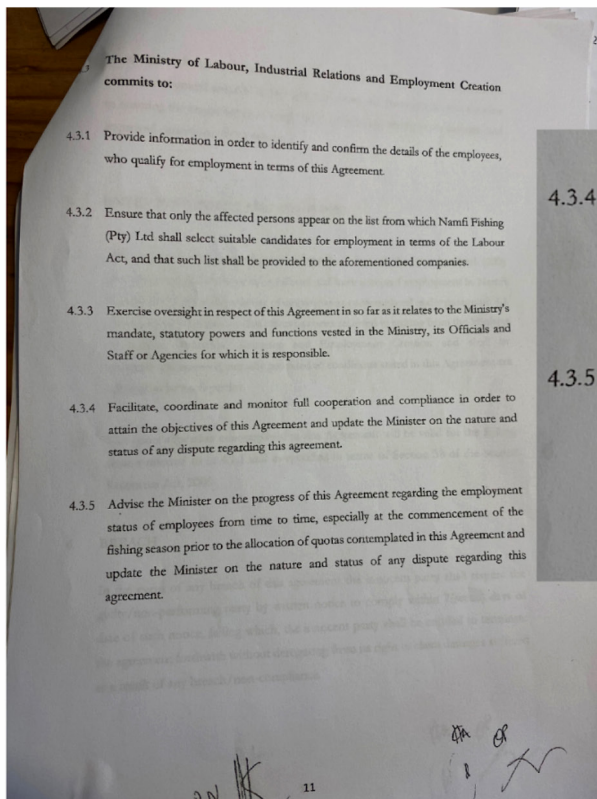 The Ministry of Labour, Industrial Relations and Employment Creation
commits to:
4.3.1 Provide information in order to identify and confirm the details of the employees,
who qualify for employment in terms of this Agreement.
4.3.2 Ensure that only the affected persons appear on the list from which Namfi Fishing
(Pty) Ltd shall select suitable candidates for employment in terms of the Labour
Act, and that such list shall be provided to the aforementioned companies.
4.3.3 Exercise oversight in respect of this Agreement in so far as it relates to the Ministry's
mandate, statutory powers and functions vested in the Ministry, its Officials and
Staff or Agencies for which it is responsible.
4.3.4 Facilitate, coordinate and monitor full cooperation and compliance in order to
attain the objectives of this Agreement and update the Minister on the nature and
status of any dispute regarding this agreement.
4.3.5 Advise the Minister on the progress of this Agreement regarding the employment
status of employees from time to time, especially at the commencement of the
fishing season prior to the allocation of quotas contemplated in this Agreement and
update the Minister on the nature and status of any dispute regarding this
agreement.
11
4.3.4
4.3.5